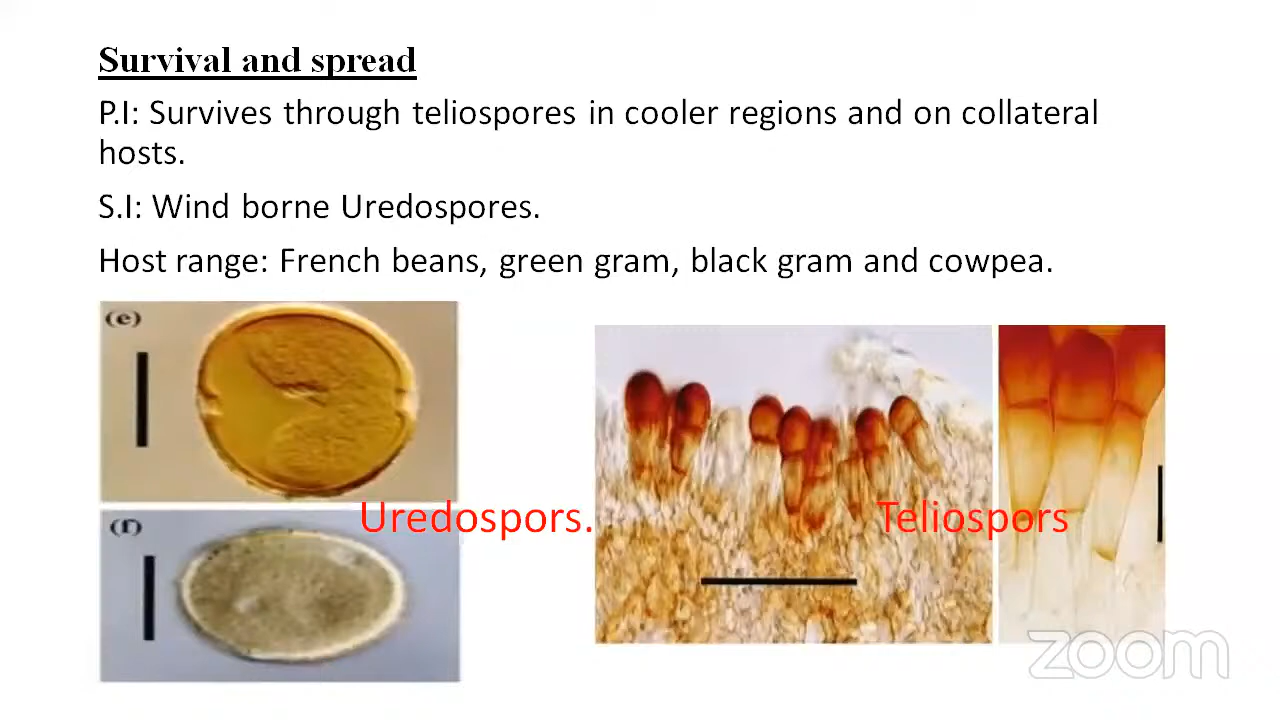 Survival and spread
P.I: Survives through teliospores in cooler regions and on collateral
hosts.
S.I: Wind borne Uredospores.
Host range: French beans, green gram, black gram and cowpea.
(e)
(f)
Uredospors.
Teliospors
zoom